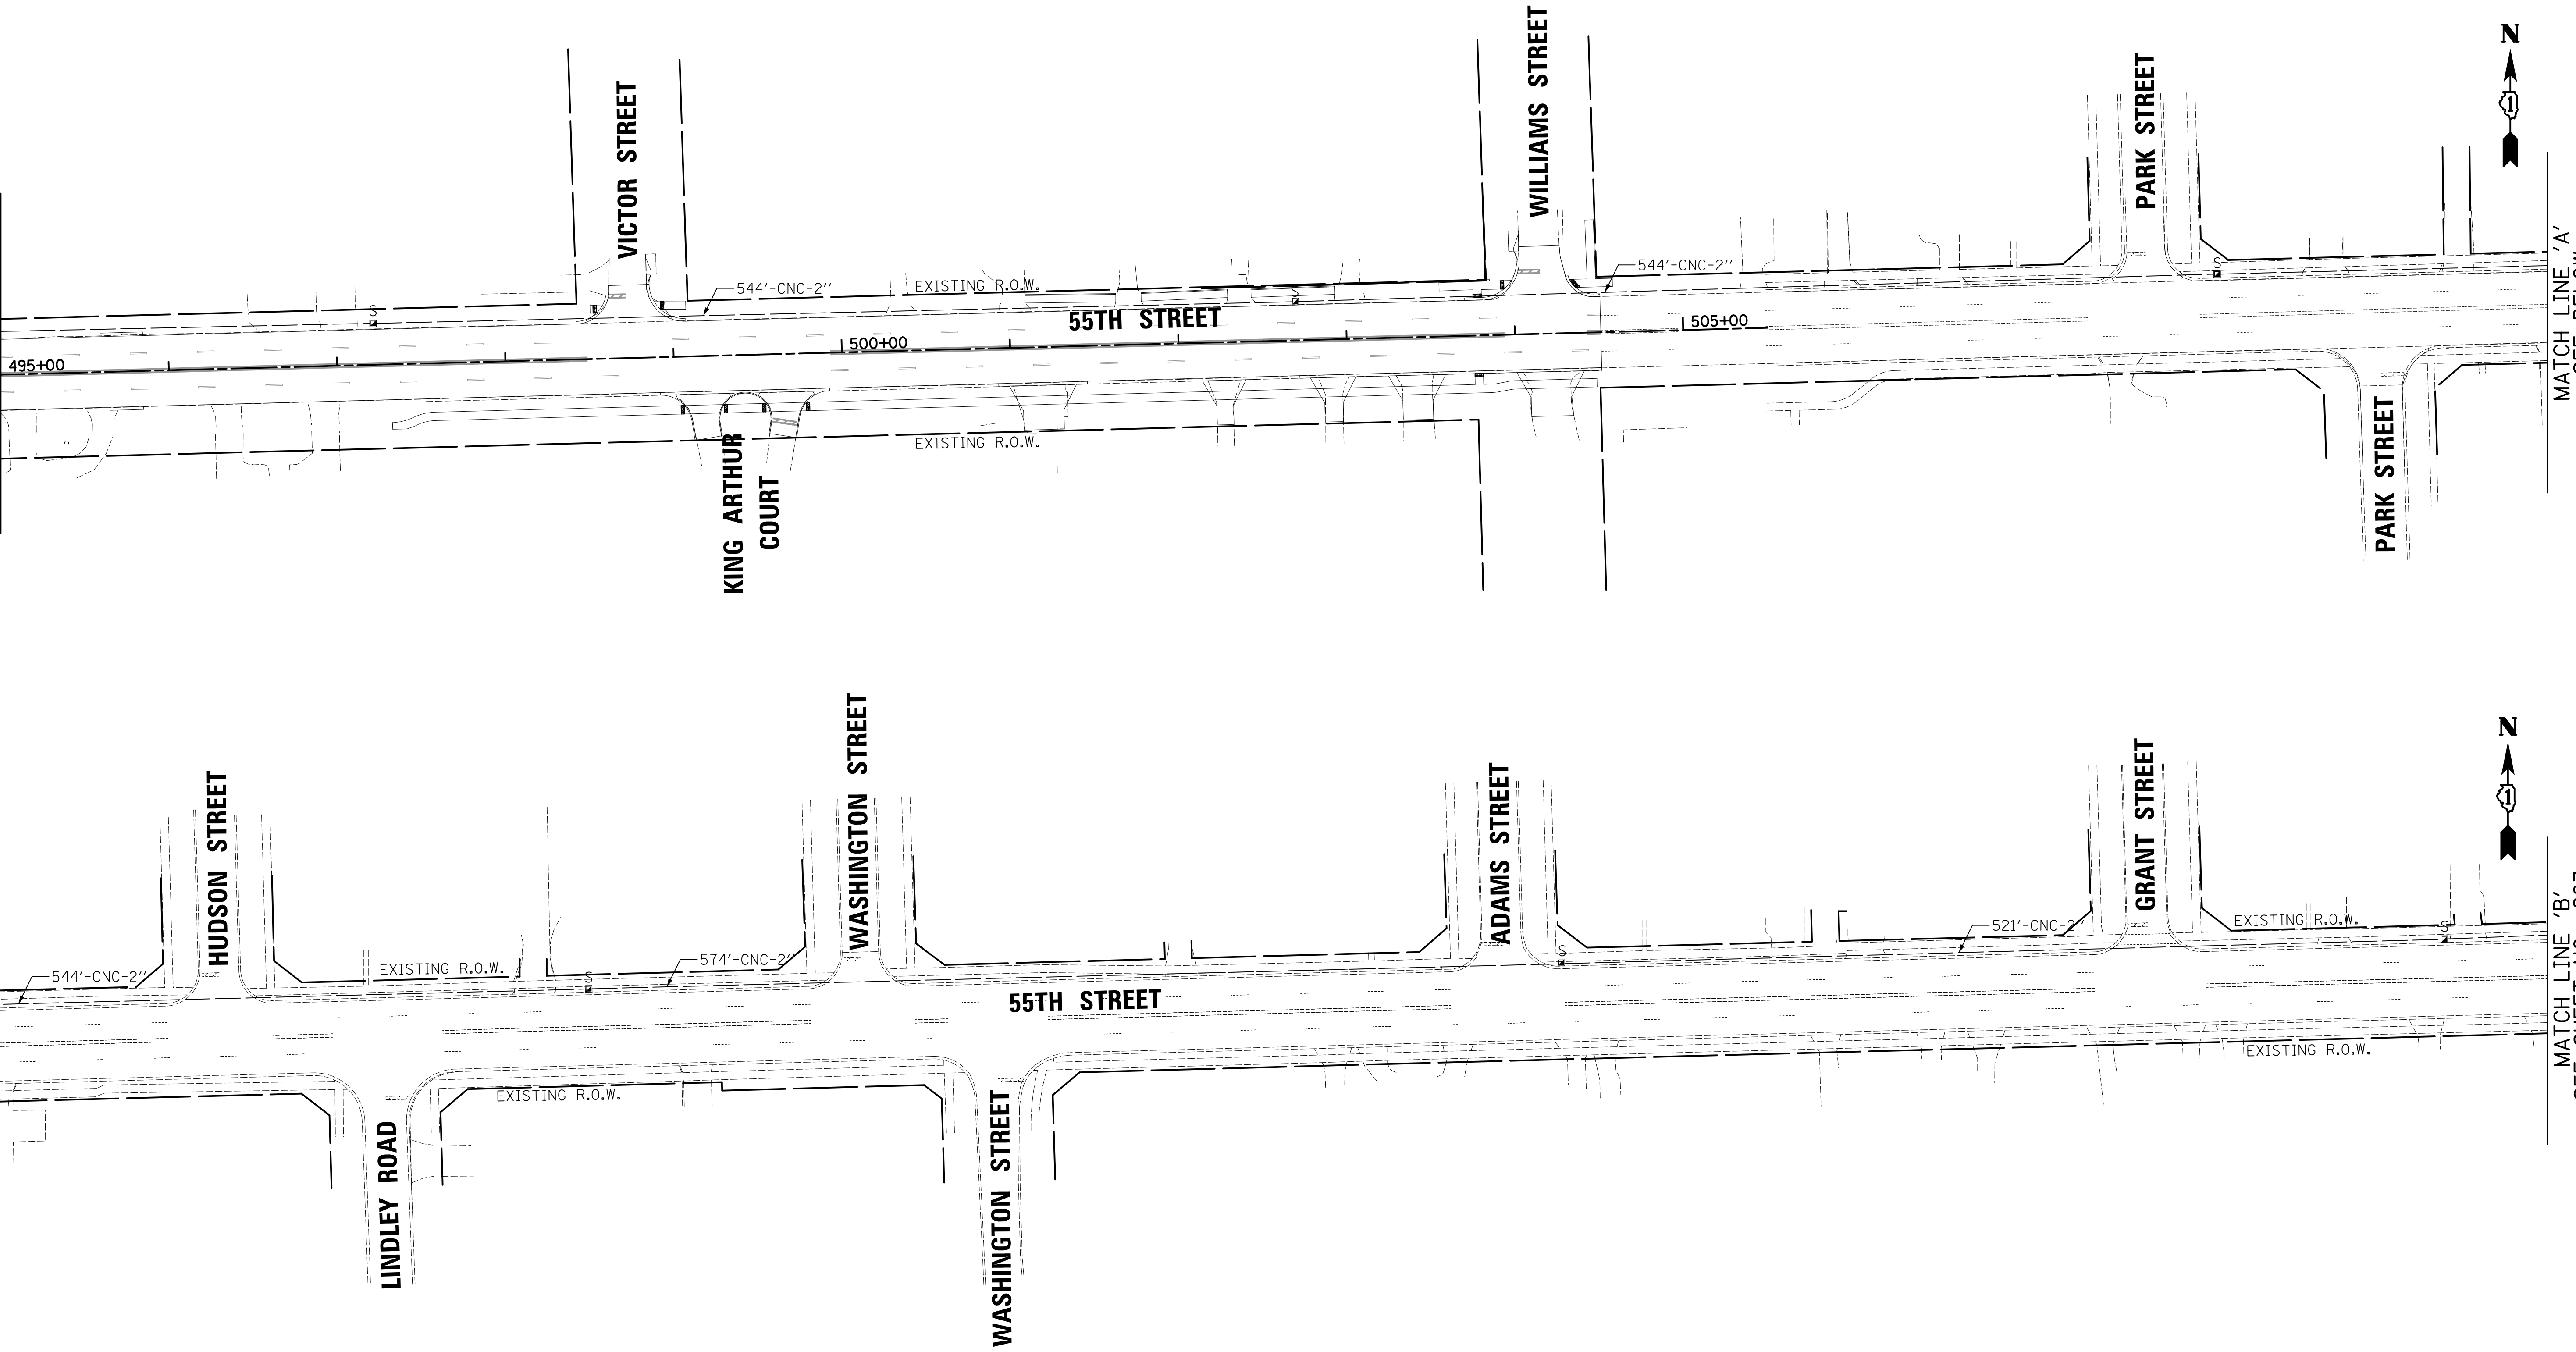 VICTOR STREET
WILLIAMS STREET
PARK STREET
N
1
544'-CNC-2"
EXISTING R.O.W.
544'-CNC-2"
S
S
S
55TH STREET
495+00
500+00
505+00
EXISTING R.O.W.
KING ARTHUR
COURT
PARK STREET
MATCH LINE 'A'
HUDSON STREET
WASHINGTON STREET
ADAMS STREET
GRANT STREET
N
1
544'-CNC-2"
EXISTING R.O.W.
S
574'-CNC-2"
S
521'-CNC-2"
EXISTING R.O.W.
S
55TH STREET
EXISTING R.O.W.
EXISTING R.O.W.
LINDLEY ROAD
WASHINGTON STREET
MATCH LINE 'B'